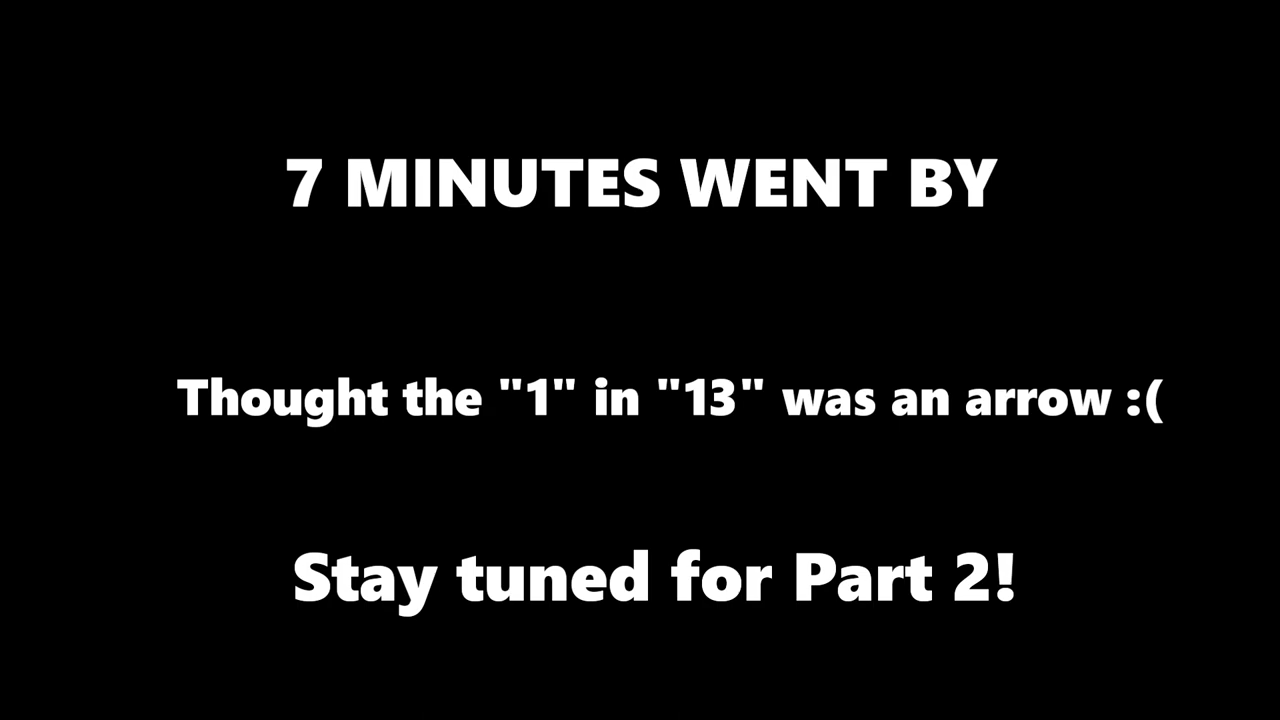 7 MINUTES WENT BY
Thought the "1" in "13" was an arrow :(
Stay tuned for Part 2!